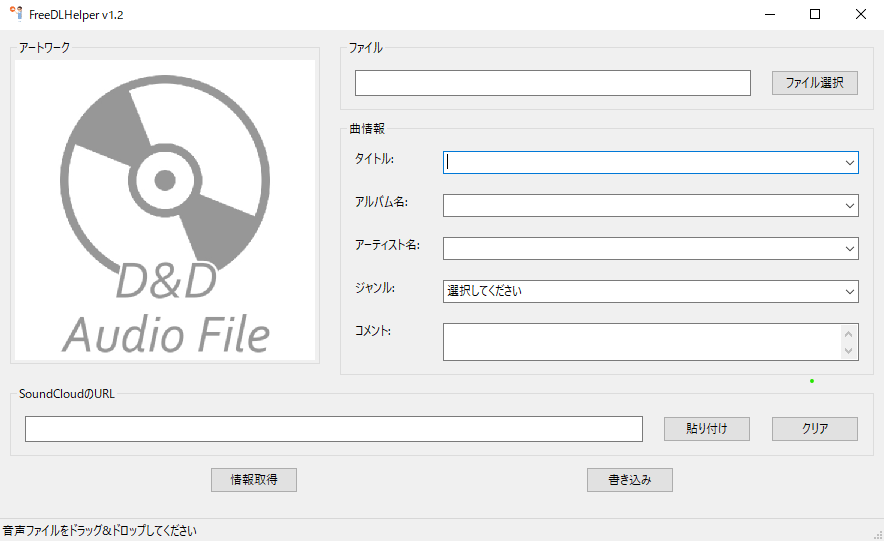 FreeDLHelper v1.2
アートワーク
D&D
Audio File
ファイル
ファイル選択
曲情報
タイトル:
アルバム名:
アーティスト名:
ジャンル:
選択してください
コメント:
SoundCloudのURL
貼り付け
クリア
情報取得
書き込み
音声ファイルをドラッグ&ドロップしてください